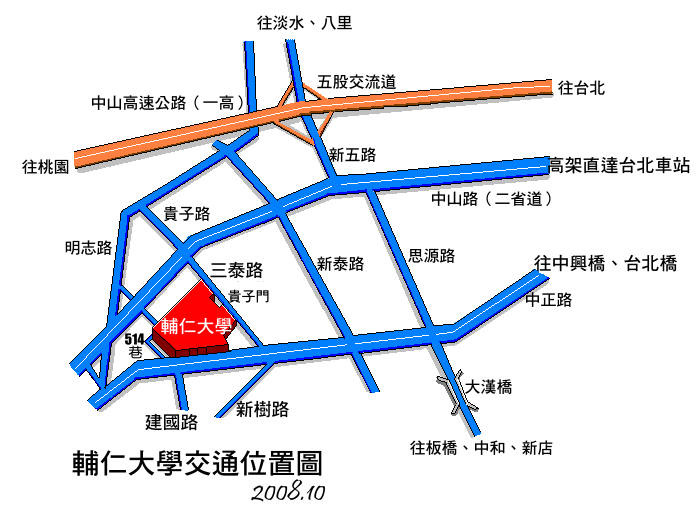 往淡水、八里
五股交流道
往台北
中山高速公路（一高）
往桃園
新五路
高架直達台北車站
中山路（二省道）
貴子路
明志路
思源路
新泰路
三泰路
往中興橋、台北橋
貴子門
中正路
輔仁大學
514
巷
大漢橋
新樹路
建國路
往板橋、中和、新店
輔仁大學交通位置圖
2008.10